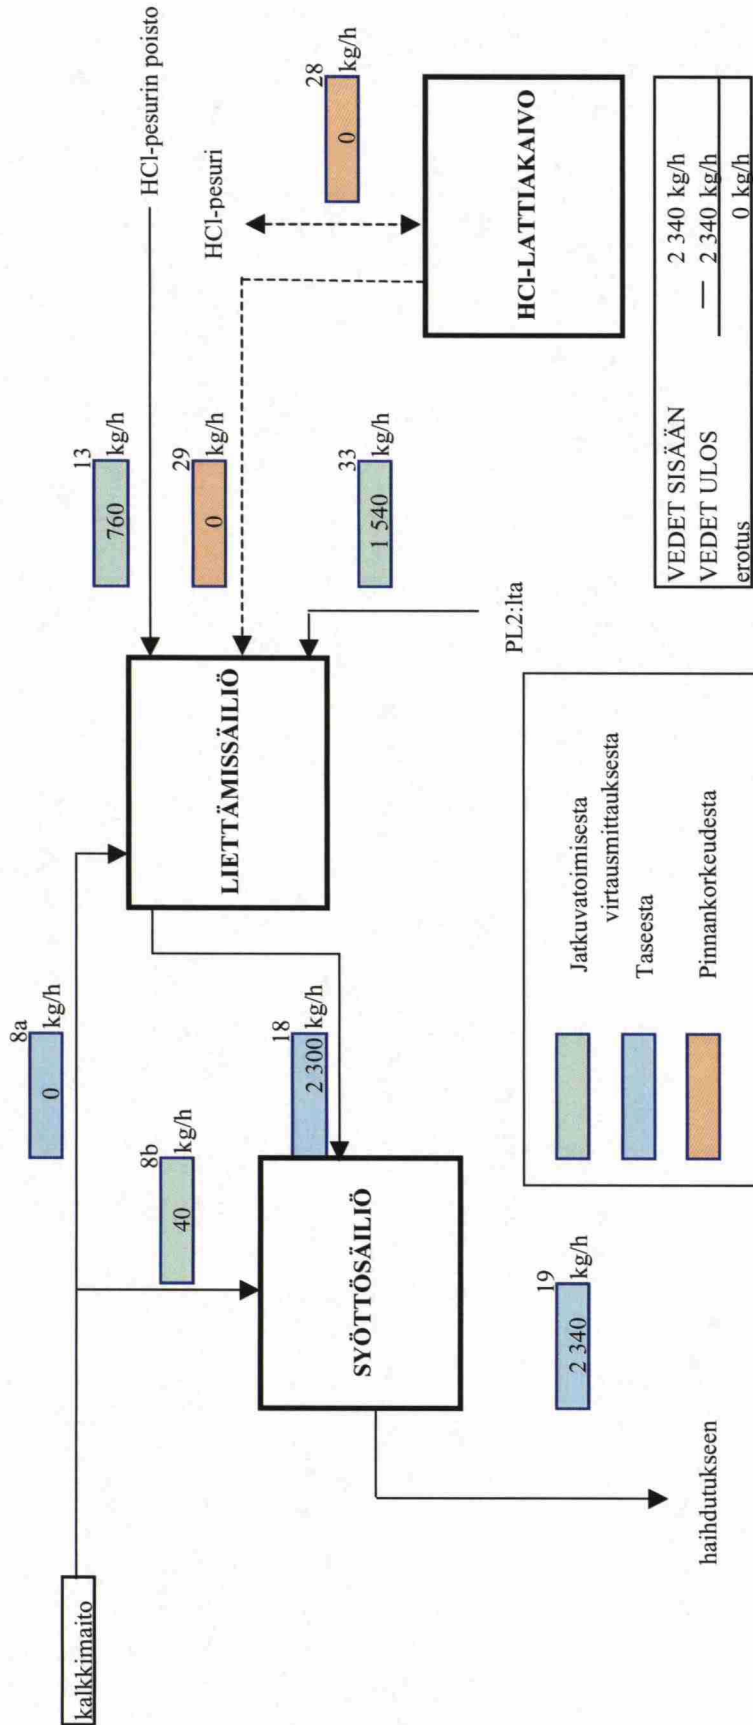 kalkkimaito
8a
0
kg/h
8b
40
kg/h
13
760
kg/h
HCl-pesurin poisto
29
0
kg/h
HCl-pesuri
28
0
kg/h
LIETTÄMISSÄILIÖ
18
2 300
kg/h
33
1 540
kg/h
PL2:lta
SYÖTTÖSÄILIÖ
HCl-LATTIAKAIVO
19
2 340
kg/h
haihdutukseen
Jatkuvatoimisesta
virtausmittauksesta
Taseesta
Pinnankorkeudesta
VEDET SISÄÄN 2 340 kg/h
VEDET ULOS — 2 340 kg/h
erotus 0 kg/h